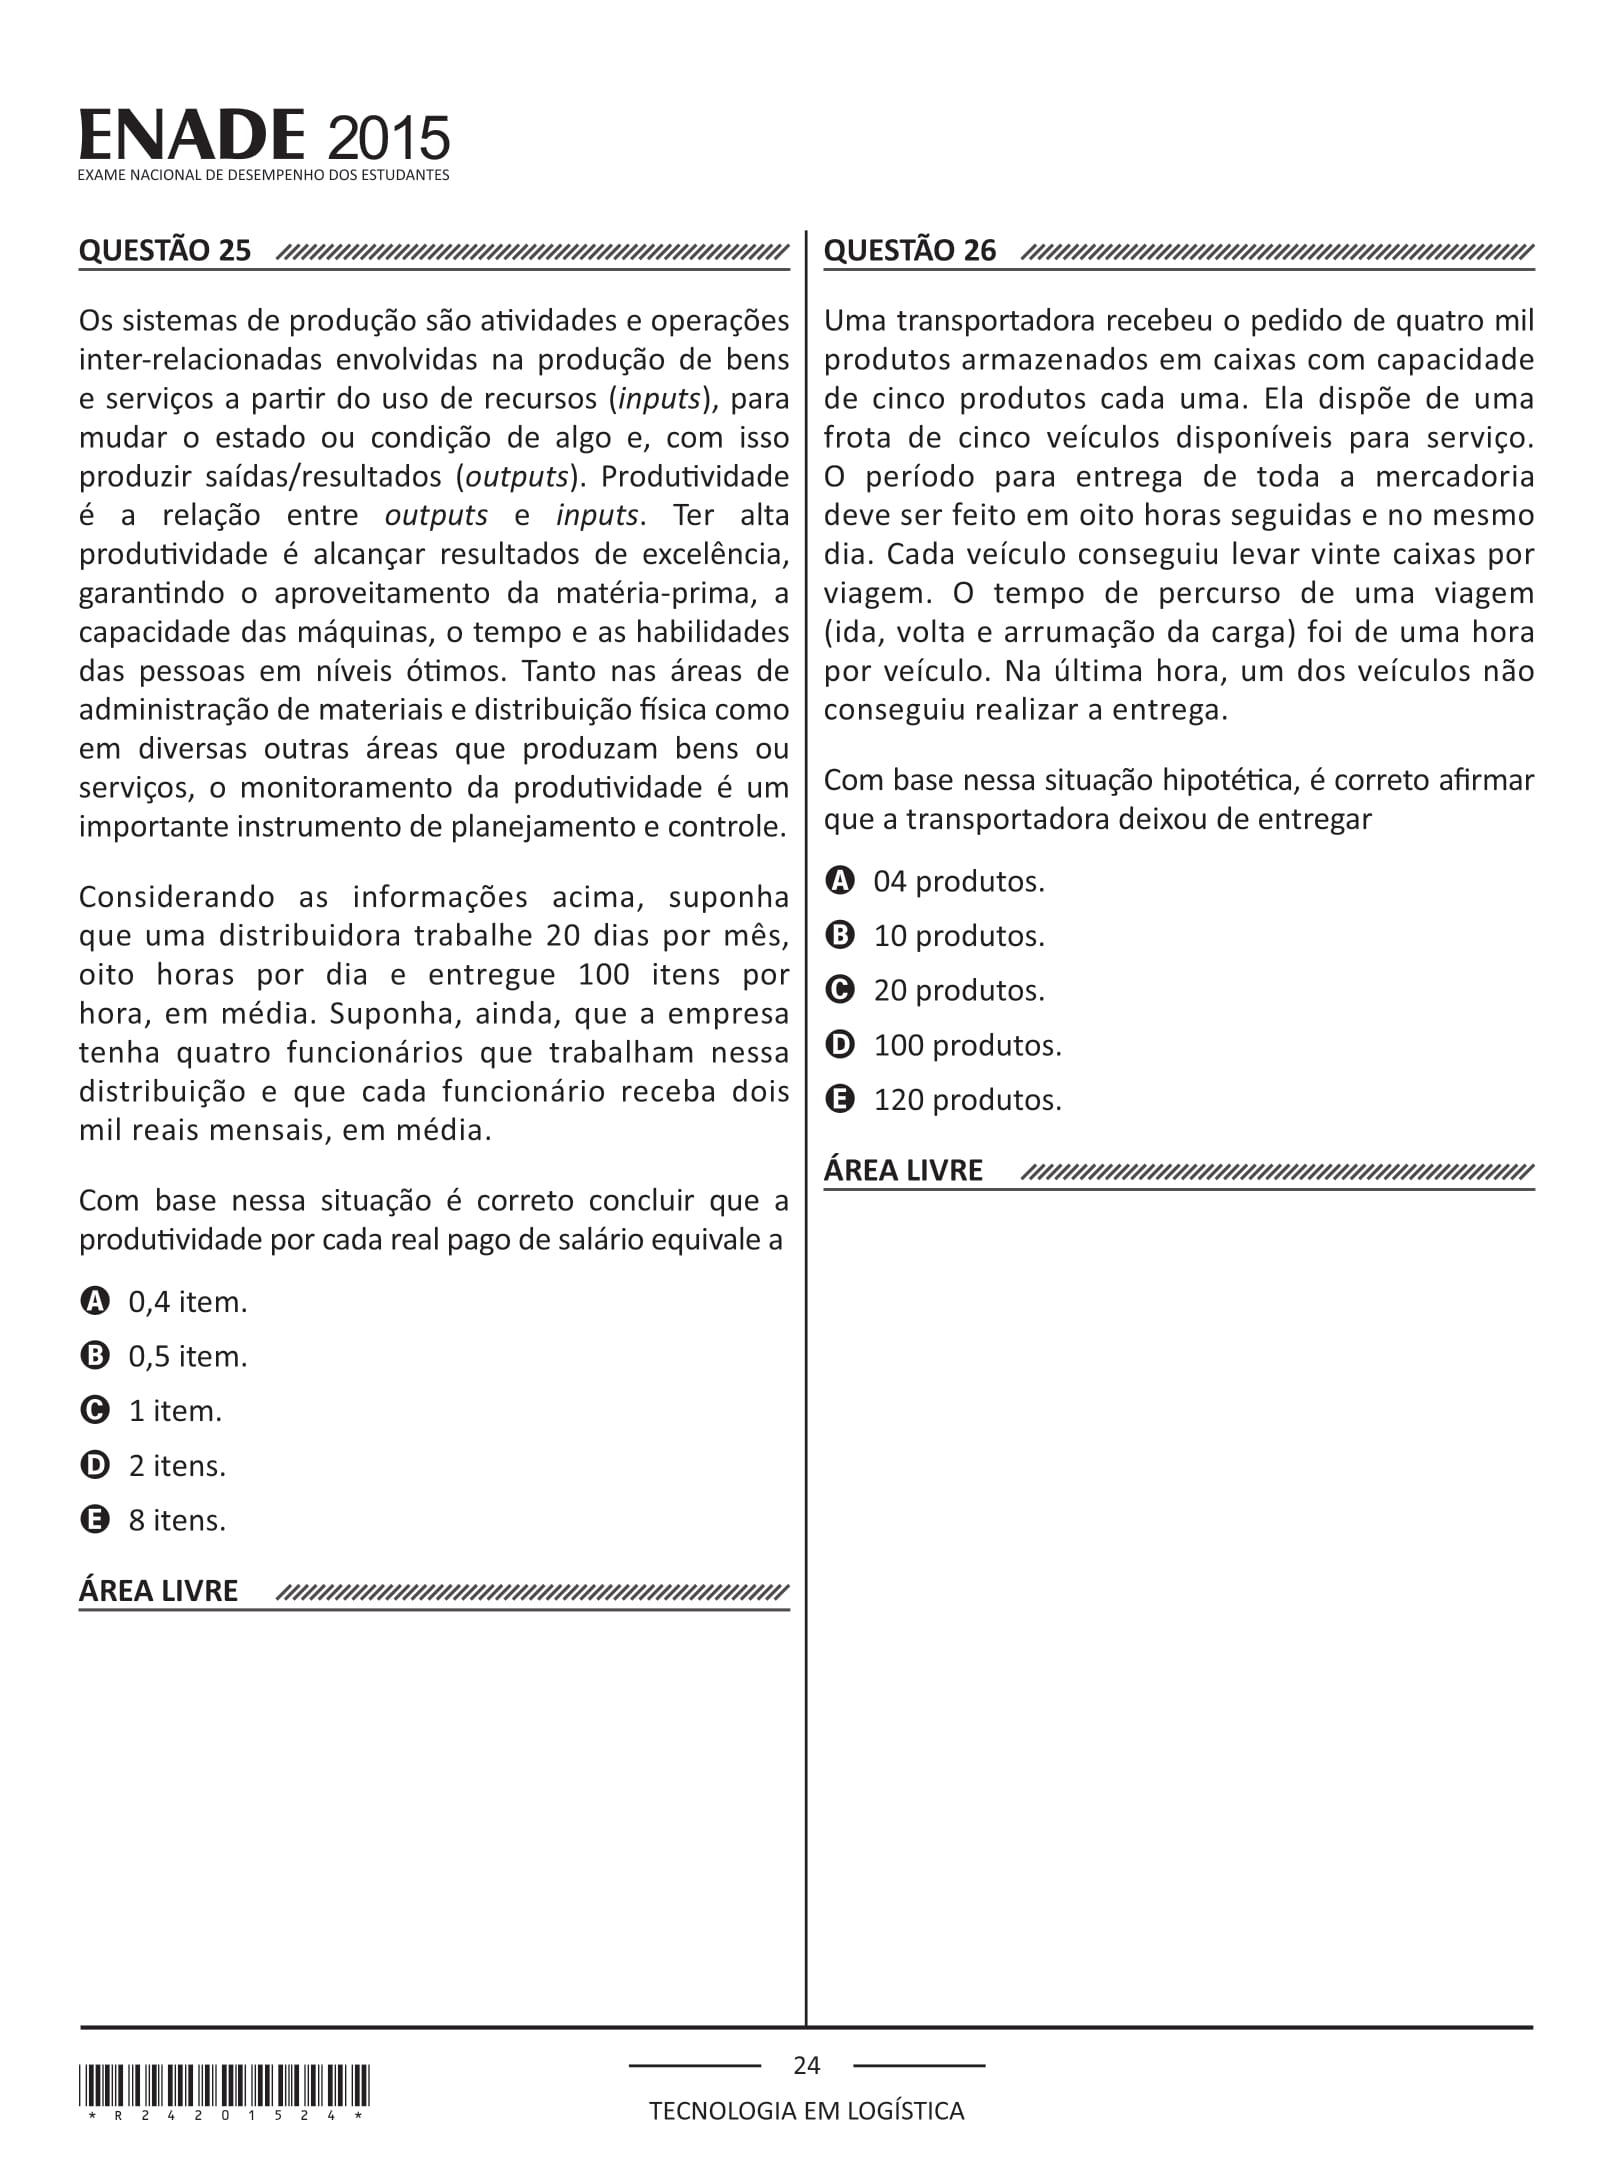 ENADE 2015
EXAME NACIONAL DE DESEMPENHO DOS ESTUDANTES
QUESTÃO 25
Os sistemas de produção são atividades e operações
inter-relacionadas envolvidas na produção de bens
e serviços a partir do uso de recursos (inputs), para
mudar o estado ou condição de algo e, com isso
produzir saídas/resultados (outputs). Produtividade
é a relação entre outputs e inputs. Ter alta
produtividade é alcançar resultados de excelência,
garantindo o aproveitamento da matéria-prima, a
capacidade das máquinas, o tempo e as habilidades
das pessoas em níveis ótimos. Tanto nas áreas de
administração de materiais e distribuição física como
em diversas outras áreas que produzam bens ou
serviços, o monitoramento da produtividade é um
importante instrumento de planejamento e controle.
Considerando as informações acima, suponha
que uma distribuidora trabalhe 20 dias por mês,
oito horas por dia e entregue 100 itens por
hora, em média. Suponha, ainda, que a empresa
tenha quatro funcionários que trabalham nessa
distribuição e que cada funcionário receba dois
mil reais mensais, em média.
Com base nessa situação é correto concluir que a
produtividade por cada real pago de salário equivale a
A 0,4 item.
B 0,5 item.
C 1 item.
D 2 itens.
E 8 itens.
ÁREA LIVRE
QUESTÃO 26
Uma transportadora recebeu o pedido de quatro mil
produtos armazenados em caixas com capacidade
de cinco produtos cada uma. Ela dispõe de uma
frota de cinco veículos disponíveis para serviço.
O período para entrega de toda a mercadoria
deve ser feito em oito horas seguidas e no mesmo
dia. Cada veículo conseguiu levar vinte caixas por
viagem. O tempo de percurso de uma viagem
(ida, volta e arrumação da carga) foi de uma hora
por veículo. Na última hora, um dos veículos não
conseguiu realizar a entrega.
Com base nessa situação hipotética, é correto afirmar
que a transportadora deixou de entregar
A 04 produtos.
B 10 produtos.
C 20 produtos.
D 100 produtos.
E 120 produtos.
ÁREA LIVRE
*R24201524*
24
TECNOLOGIA EM LOGÍSTICA